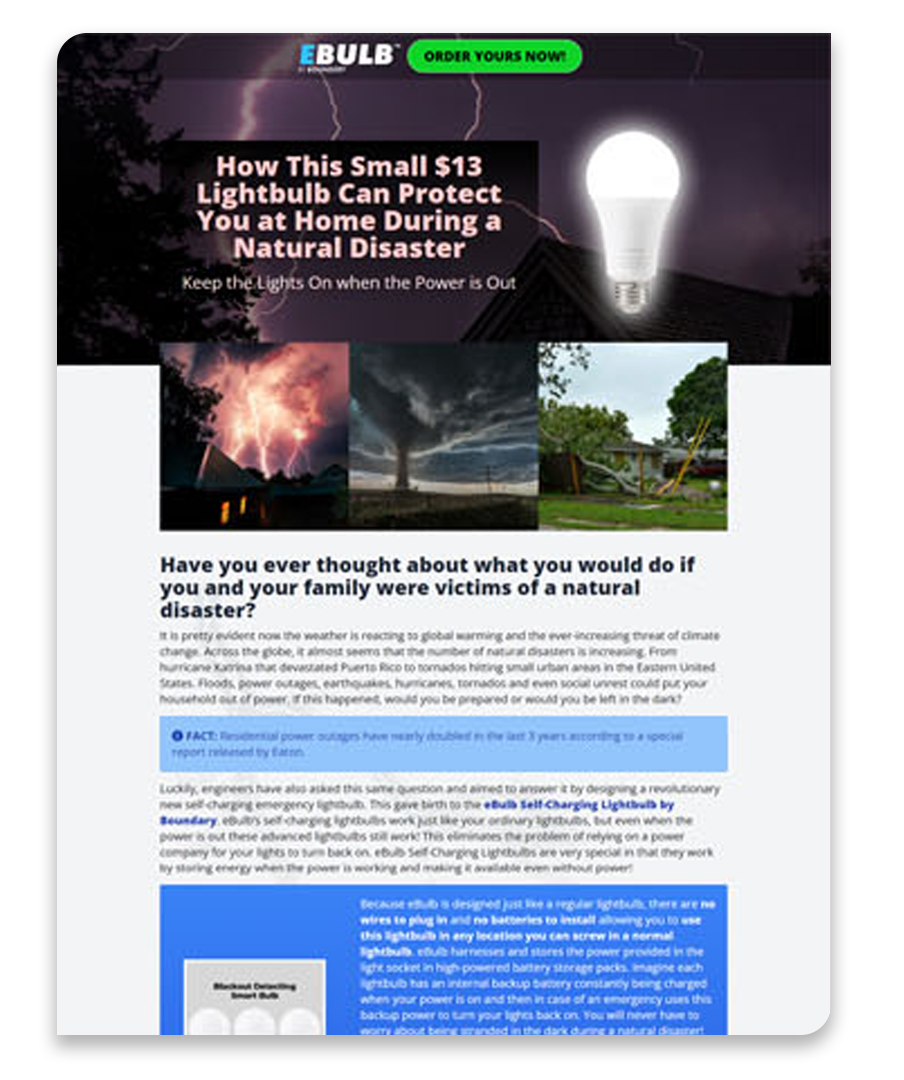 EBULB™
BY BOUNDERY
ORDER YOURS NOW!
How This Small $13
Lightbulb Can Protect
You at Home During a
Natural Disaster
Keep the Lights On when the Power is Out
Have you ever thought about what you would do if
you and your family were victims of a natural
disaster?
It is pretty evident now the weather is reacting to global warming and the ever-increasing threat of climate
change. Across the globe, it almost seems that the number of natural disasters is increasing. From
hurricane Katrina that devastated Puerto Rico to tornados hitting small urban areas in the Eastern United
States. Floods, power outages, earthquakes, hurricanes, tornados and even social unrest could put your
household out of power. If this happened, would you be prepared or would you be left in the dark?
FACT: Residential power outages have nearly doubled in the last 3 years according to a special
report released by Eaton.
Luckily, engineers have also asked this same question and aimed to answer it by designing a revolutionary
new self-charging emergency lightbulb. This gave birth to the eBulb Self-Charging Lightbulb by
Boundary. eBulb's self-charging lightbulbs work just like your ordinary lightbulbs, but even when the
power is out these advanced lightbulbs still work! This eliminates the problem of relying on a power
company for your lights to turn back on. eBulb Self-Charging Lightbulbs are very special in that they work
by storing energy when the power is working and making it available even without power!
Because eBulb is designed just like a regular lightbulb, there are no
wires to plug in and no batteries to install allowing you to use
this lightbulb in any location you can screw in a normal
lightbulb. eBulb harnesses and stores the power provided in the
light socket in high-powered battery storage packs. Imagine each
lightbulb has an internal backup battery constantly being charged
when your power is on and then in case of an emergency uses this
backup power to turn your lights back on. You will never have to
worry about being stranded in the dark during a natural disaster!
Blackout Detecting
Smart Bulb